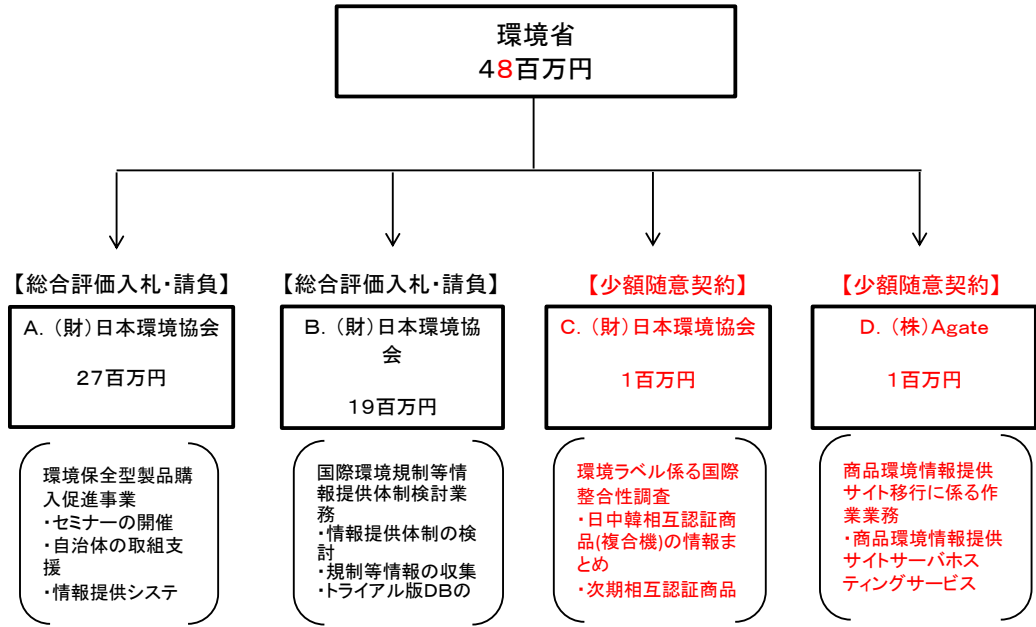 環境省
48百万円
【総合評価入札・請負】
A．（財）日本環境協会
27百万円
環境保全型製品購
入促進事業
・セミナーの開催
・自治体の取組支
援
・情報提供システ
【総合評価入札・請負】
B．（財）日本環境協
会
19百万円
国際環境規制等情
報提供体制検討業
務
・情報提供体制の検
討
・規制等情報の収集
・トライアル版DBの
【少額随意契約】
C．（財）日本環境協会
1百万円
環境ラベル係る国際
整合性調査
・日中韓相互認証商
品(複合機)の情報ま
とめ
・次期相互認証商品
【少額随意契約】
D．（株）Agate
1百万円
商品環境情報提供
サイト移行に係る作
業業務
・商品環境情報提供
サイトサーバホス
ティングサービス